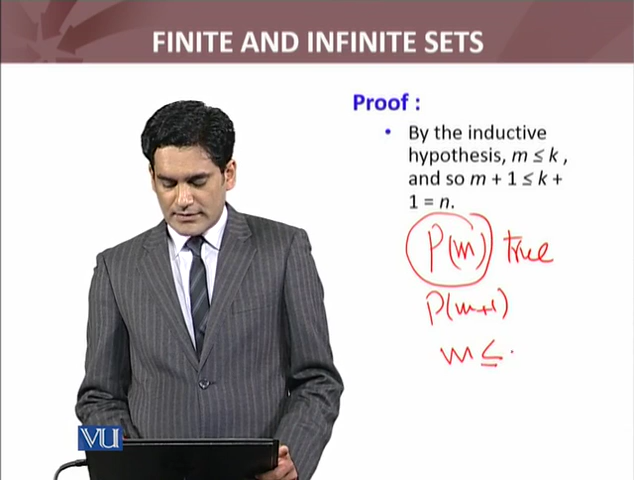 FINITE AND INFINITE SETS
Proof :
• By the inductive
hypothesis, m ≤ k ,
and so m + 1 ≤ k +
1 = n.
P(m) true
P(m+1)
m ≤ .
VU